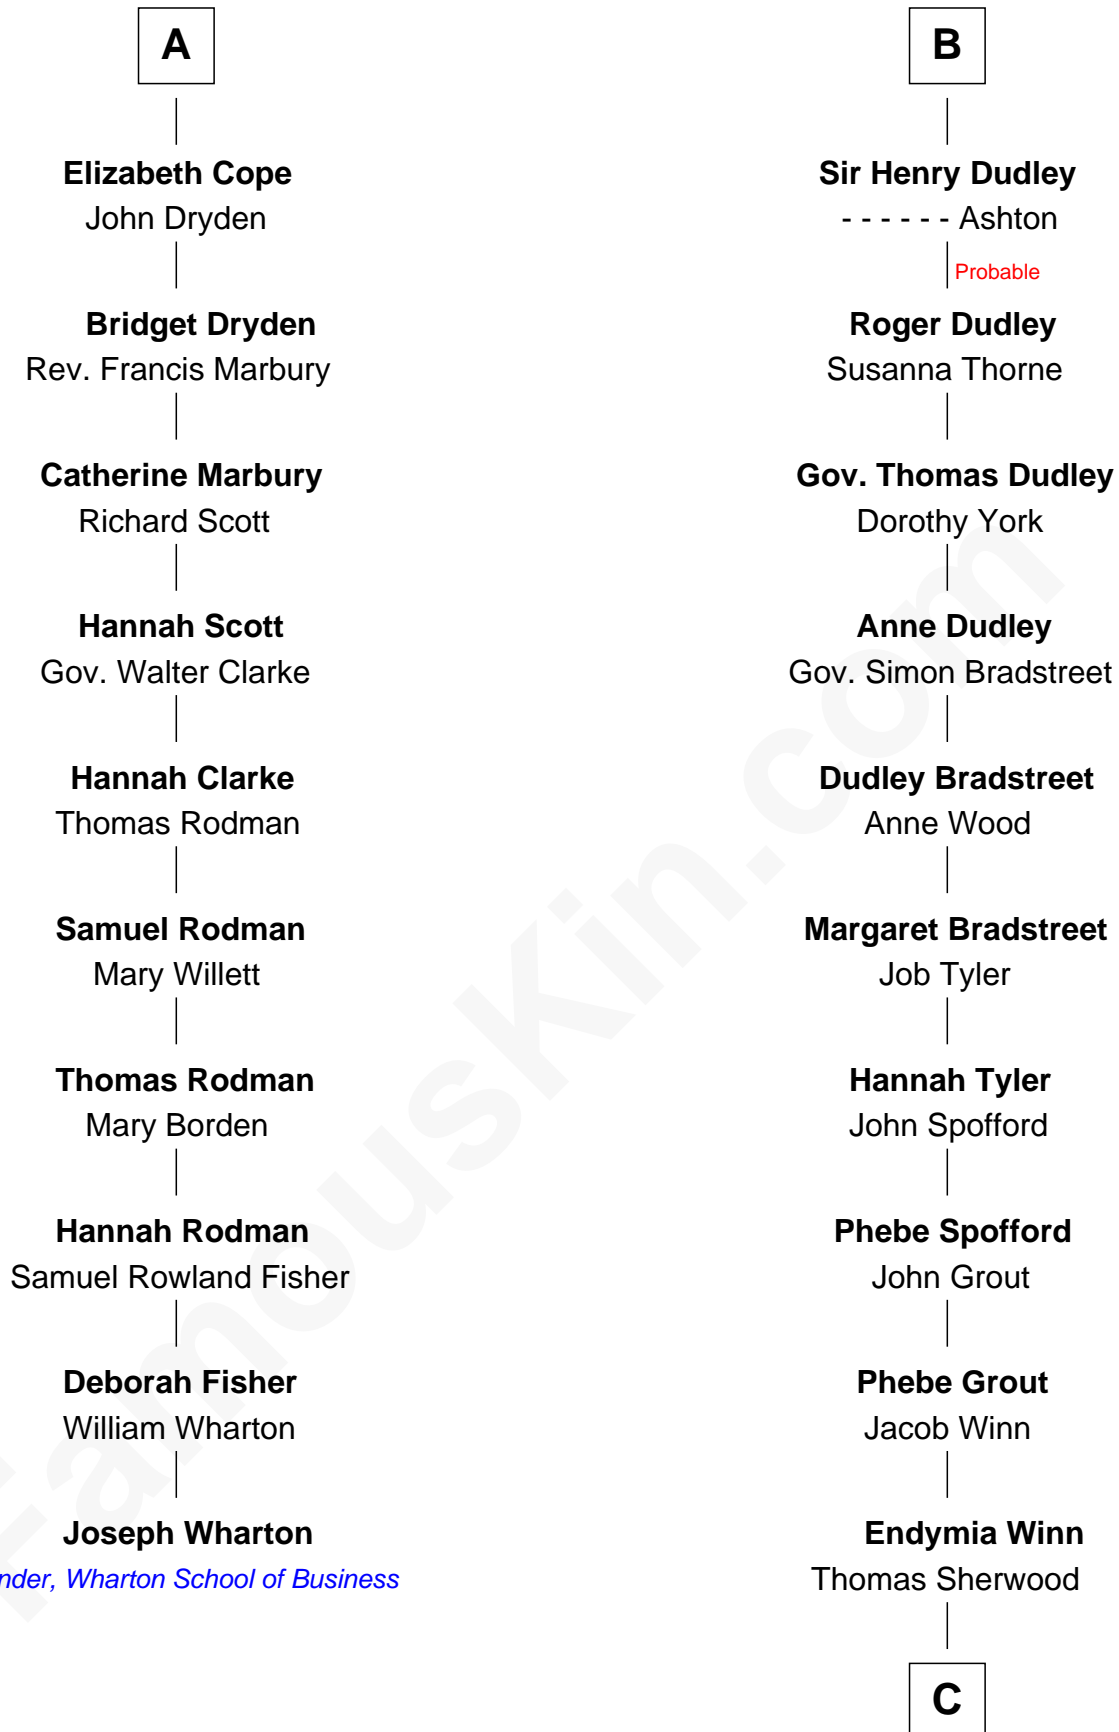 A
Elizabeth Cope
John Dryden
Bridget Dryden
Rev. Francis Marbury
Catherine Marbury
Richard Scott
Hannah Scott
Gov. Walter Clarke
Hannah Clarke
Thomas Rodman
Samuel Rodman
Mary Willett
Thomas Rodman
Mary Borden
Hannah Rodman
Samuel Rowland Fisher
Deborah Fisher
William Wharton
Joseph Wharton
nder, Wharton School of Business
B
Sir Henry Dudley
- - - - - - Ashton
Probable
Roger Dudley
Susanna Thorne
Gov. Thomas Dudley
Dorothy York
Anne Dudley
Gov. Simon Bradstreet
Dudley Bradstreet
Anne Wood
Margaret Bradstreet
Job Tyler
Hannah Tyler
John Spofford
Phebe Spofford
John Grout
Phebe Grout
Jacob Winn
Endymia Winn
Thomas Sherwood
C
FamousKin.com